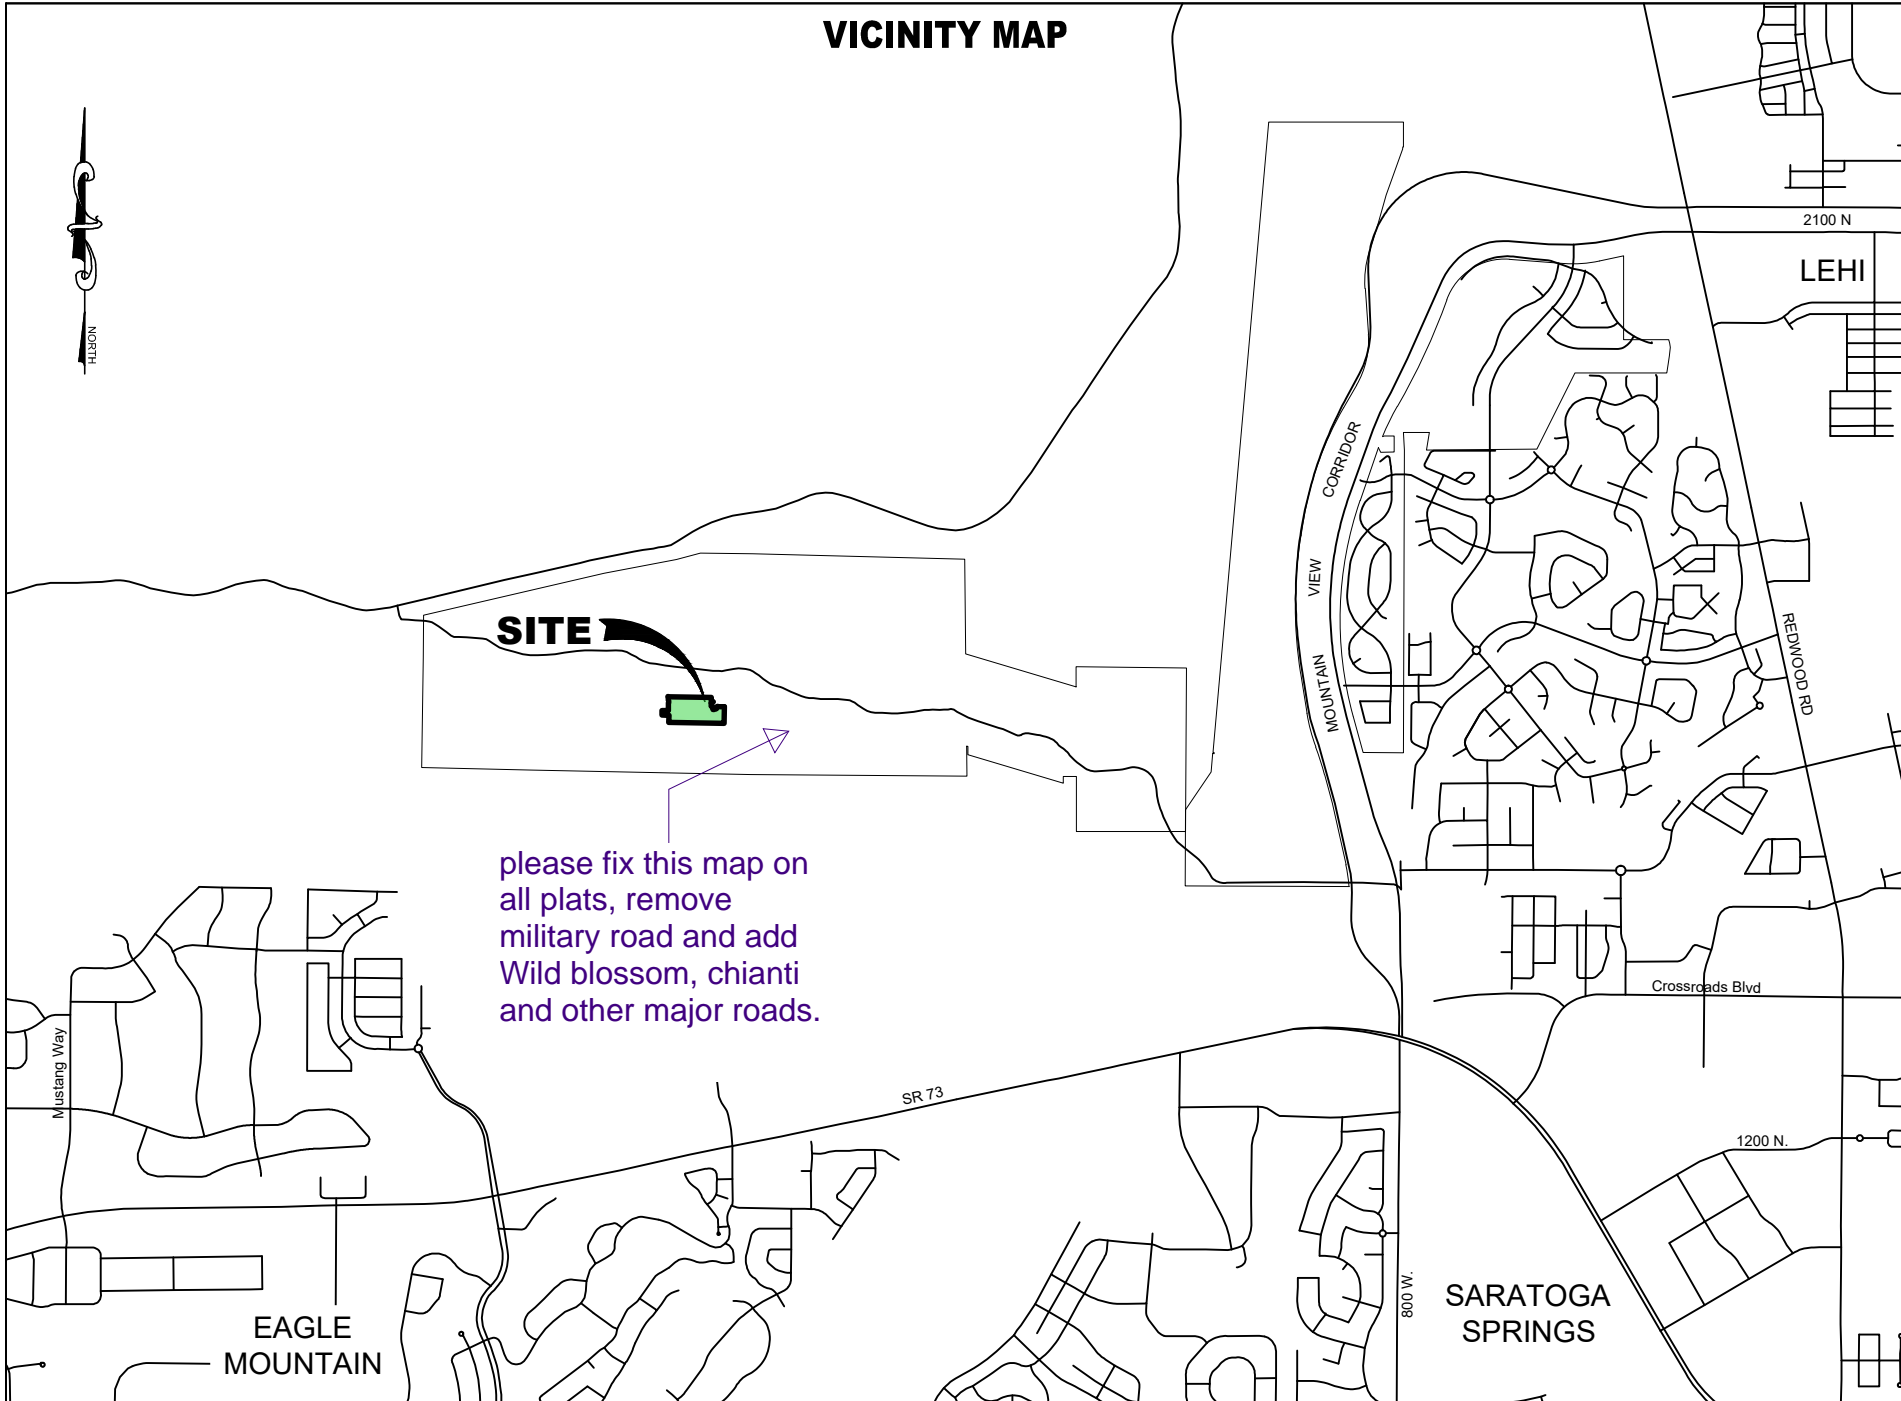 VICINITY MAP
NORTH
2100 N
LEHI
CORRIDOR
VIEW
MOUNTAIN
REDWOOD RD
SITE
please fix this map on
all plats, remove
military road and add
Wild blossom, chianti
and other major roads.
Crossroads Blvd
Mustang Way
SR 73
1200 N.
800 W.
SARATOGA
SPRINGS
EAGLE
MOUNTAIN